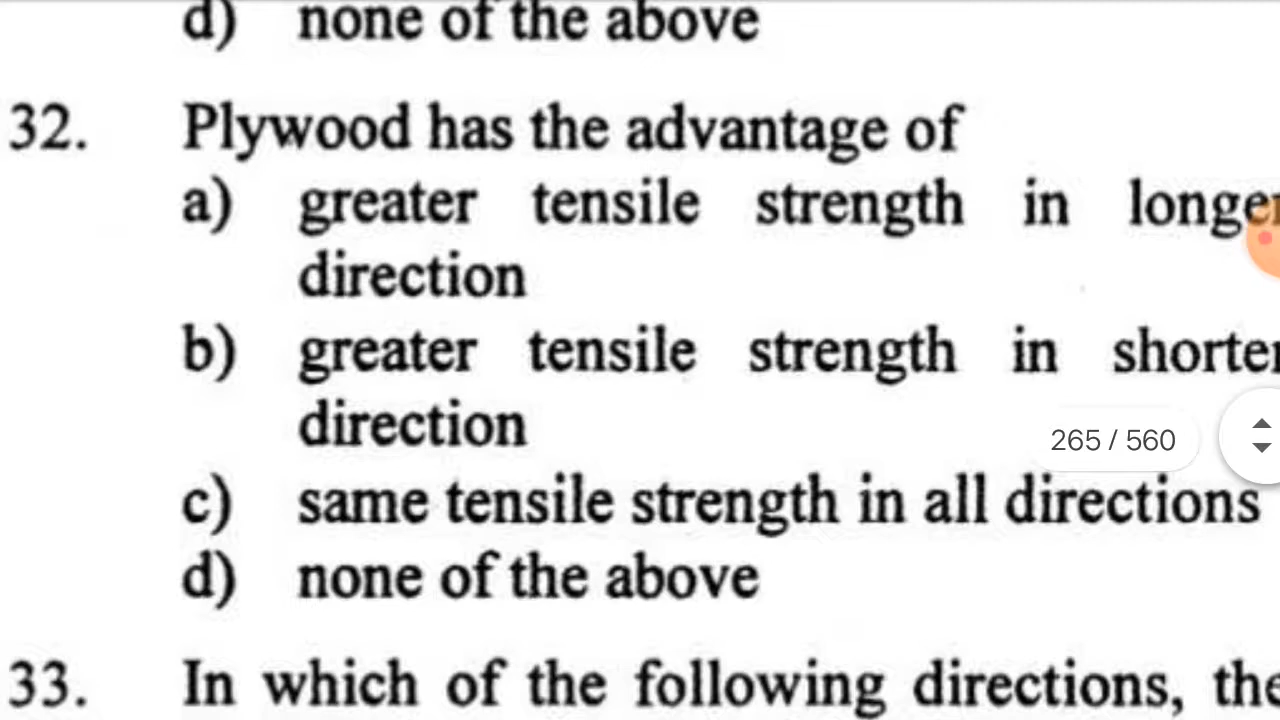 d) none of the above
32. Plywood has the advantage of
a) greater tensile strength in longer
direction
b) greater tensile strength in shorter
direction
265 / 560
c) same tensile strength in all directions
d) none of the above
33. In which of the following directions, the